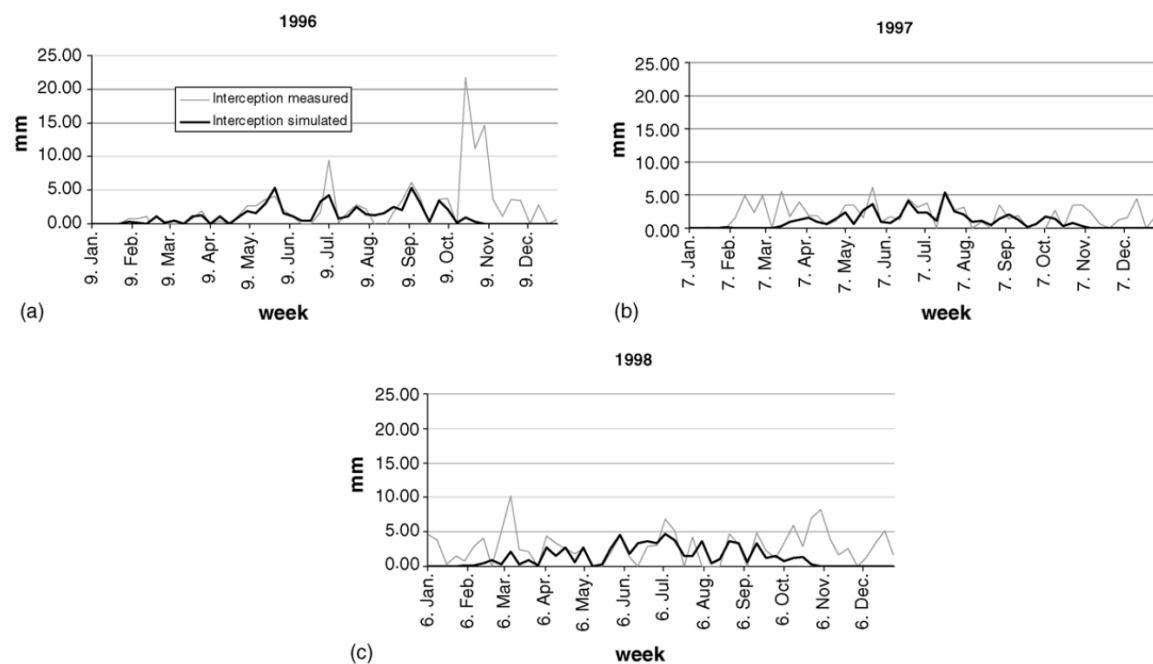 1996
25.00
20.00
15.00
10.00
5.00
0.00
mm
Interception measured
Interception simulated
9. Jan.
9. Feb.
9. Mar.
9. Apr.
9. May.
9. Jun.
9. Jul.
9. Aug.
9. Sep.
9. Oct.
9. Nov.
9. Dec.
(a)
week
1997
25.00
20.00
15.00
10.00
5.00
0.00
mm
7. Jan.
7. Feb.
7. Mar.
7. Apr.
7. May.
7. Jun.
7. Jul.
7. Aug.
7. Sep.
7. Oct.
7. Nov.
7. Dec.
(b)
week
1998
25.00
20.00
15.00
10.00
5.00
0.00
mm
6. Jan.
6. Feb.
6. Mar.
6. Apr.
6. May.
6. Jun.
6. Jul.
6. Aug.
6. Sep.
6. Oct.
6. Nov.
6. Dec.
(c)
week